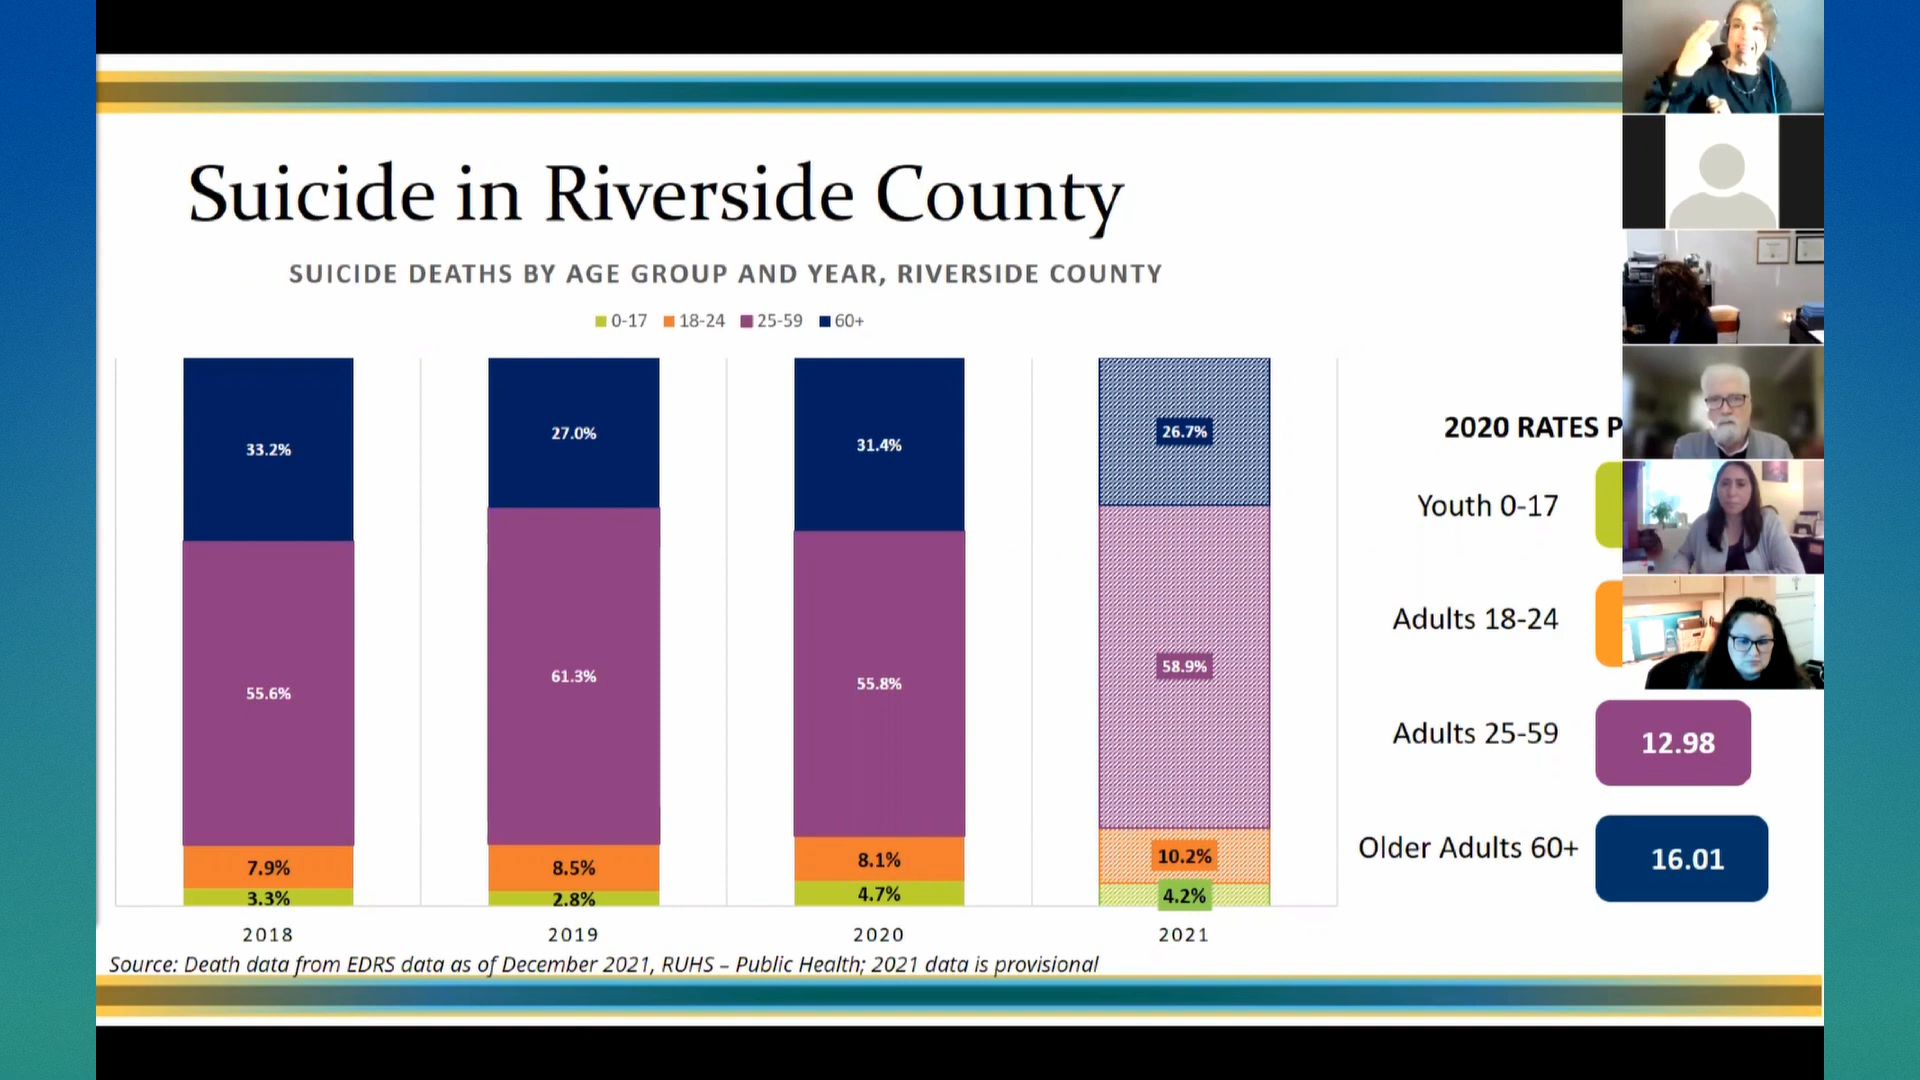 Suicide in Riverside County
SUICIDE DEATHS BY AGE GROUP AND YEAR, RIVERSIDE COUNTY
0-17 18-24 25-59 60+
33.2% 27.0% 31.4% 26.7%
55.6% 61.3% 55.8% 58.9%
7.9% 8.5% 8.1% 10.2%
3.3% 2.8% 4.7% 4.2%
2018 2019 2020 2021
2020 RATES P
Youth 0-17
Adults 18-24
Adults 25-59 12.98
Older Adults 60+ 16.01
Source: Death data from EDRS data as of December 2021, RUHS – Public Health; 2021 data is provisional